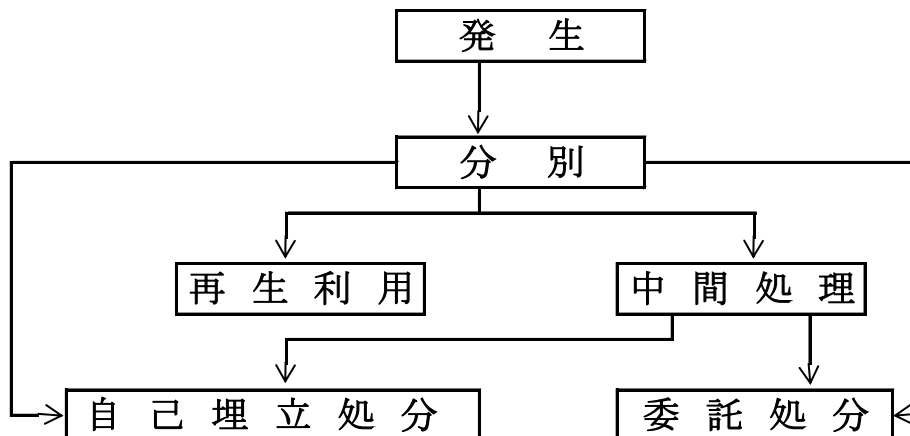 発生
分別
再生利用
中間処理
自己埋立処分
委託処分